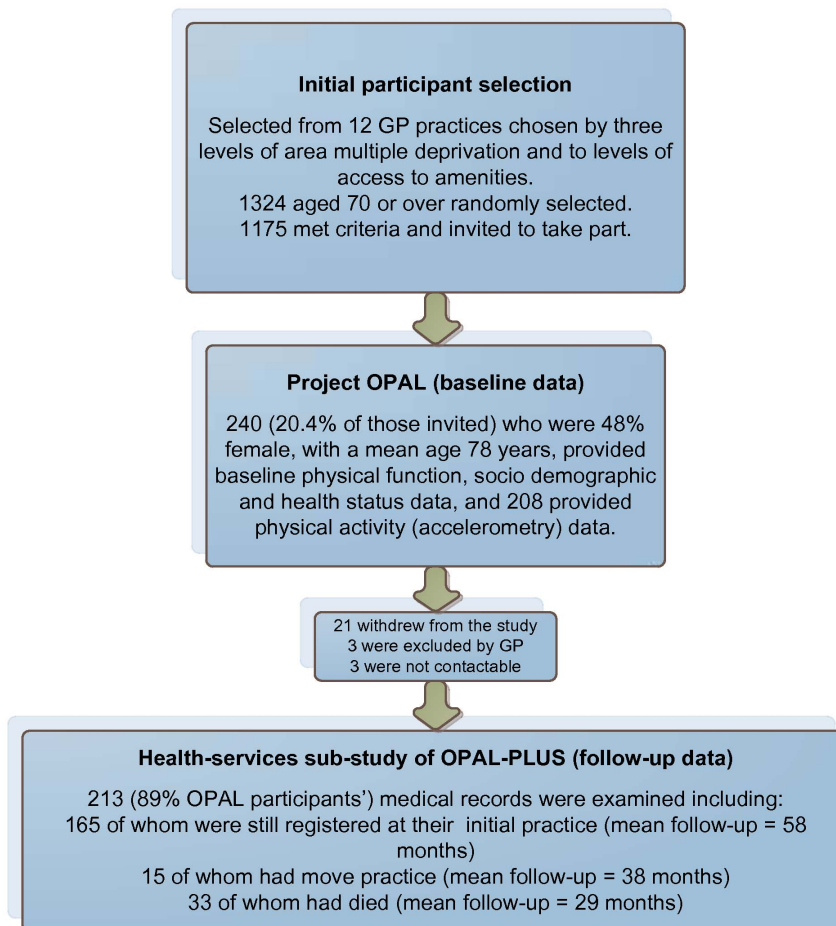 Initial participant selection
Selected from 12 GP practices chosen by three
levels of area multiple deprivation and to levels of
access to amenities.
1324 aged 70 or over randomly selected.
1175 met criteria and invited to take part.
Project OPAL (baseline data)
240 (20.4% of those invited) who were 48%
female, with a mean age 78 years, provided
baseline physical function, socio demographic
and health status data, and 208 provided
physical activity (accelerometry) data.
21 withdrew from the study
3 were excluded by GP
3 were not contactable
Health-services sub-study of OPAL-PLUS (follow-up data)
213 (89% OPAL participants’) medical records were examined including:
165 of whom were still registered at their initial practice (mean follow-up = 58
months)
15 of whom had move practice (mean follow-up = 38 months)
33 of whom had died (mean follow-up = 29 months)